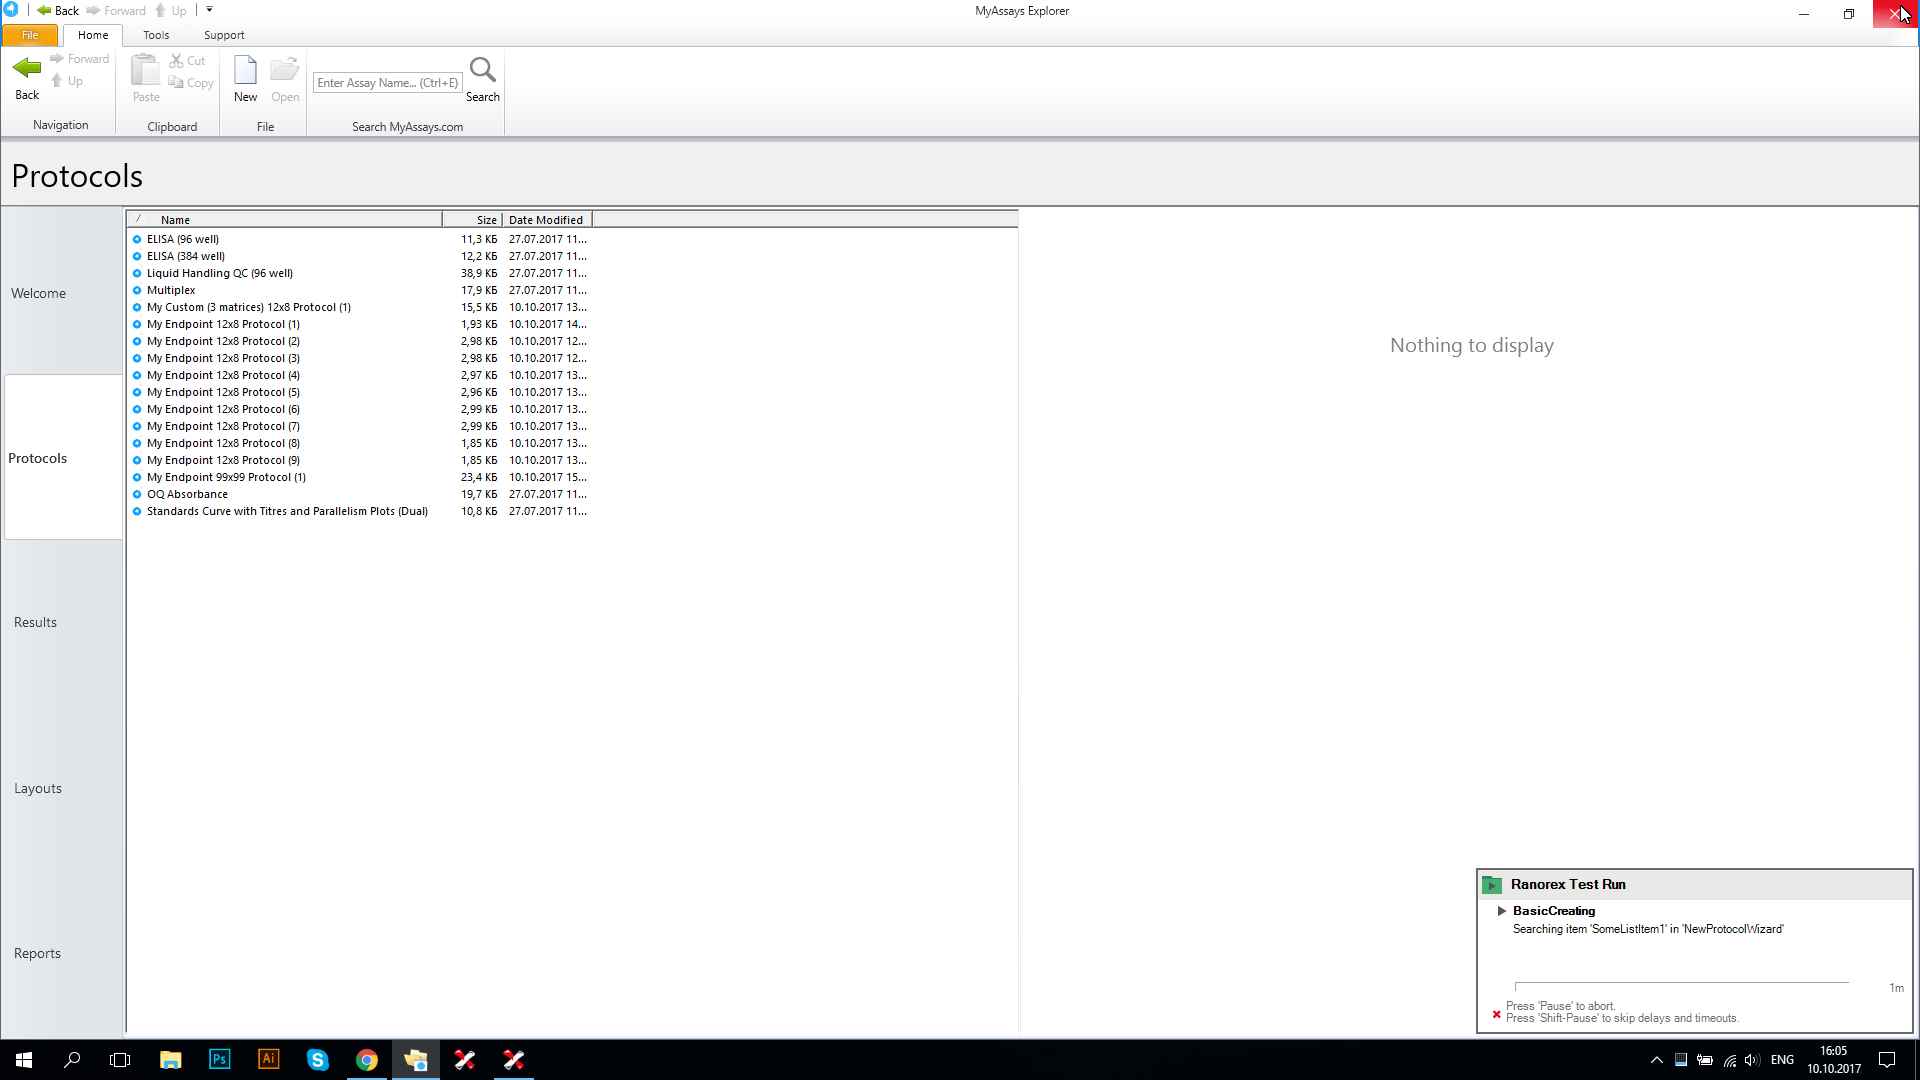 Back Forward Up
MyAssays Explorer
File Home Tools Support
Back
Forward
Up
Navigation
Paste
Cut
Copy
Clipboard
New Open
File
Enter Assay Name... (Ctrl+E)
Search
Search MyAssays.com
Protocols
Welcome
Protocols
Results
Layouts
Reports
Name Size Date Modified
ELISA (96 well) 11,3 КБ 27.07.2017 11...
ELISA (384 well) 12,2 КБ 27.07.2017 11...
Liquid Handling QC (96 well) 38,9 КБ 27.07.2017 11...
Multiplex 17,9 КБ 27.07.2017 11...
My Custom (3 matrices) 12x8 Protocol (1) 15,5 КБ 10.10.2017 13...
My Endpoint 12x8 Protocol (1) 1,93 КБ 10.10.2017 14...
My Endpoint 12x8 Protocol (2) 2,98 КБ 10.10.2017 12...
My Endpoint 12x8 Protocol (3) 2,98 КБ 10.10.2017 12...
My Endpoint 12x8 Protocol (4) 2,97 КБ 10.10.2017 13...
My Endpoint 12x8 Protocol (5) 2,96 КБ 10.10.2017 13...
My Endpoint 12x8 Protocol (6) 2,99 КБ 10.10.2017 13...
My Endpoint 12x8 Protocol (7) 2,99 КБ 10.10.2017 13...
My Endpoint 12x8 Protocol (8) 1,85 КБ 10.10.2017 13...
My Endpoint 12x8 Protocol (9) 1,85 КБ 10.10.2017 13...
My Endpoint 99x99 Protocol (1) 23,4 КБ 10.10.2017 15...
OQ Absorbance 19,7 КБ 27.07.2017 11...
Standards Curve with Titres and Parallelism Plots (Dual) 10,8 КБ 27.07.2017 11...
Nothing to display
Ranorex Test Run
BasicCreating
Searching item 'SomeListItem1' in 'NewProtocolWizard'
1m
Press 'Pause' to abort.
Press 'Shift-Pause' to skip delays and timeouts.
Ps Ai
ENG
16:05
10.10.2017